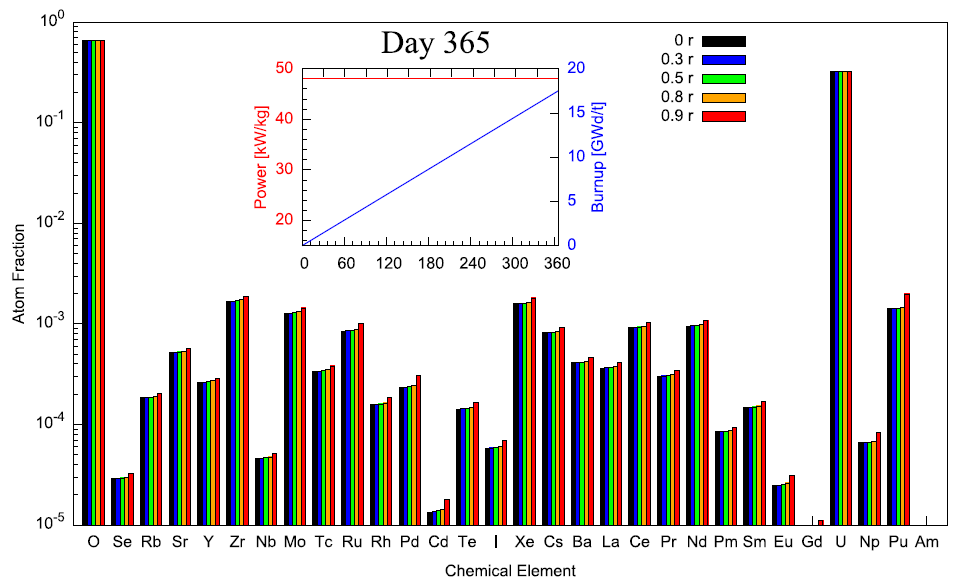 Day 365
0 r
0.3 r
0.5 r
0.8 r
0.9 r
Power [kW/kg]
50
40
30
20
Burnup [GWd/t]
20
15
10
5
0
0 60 120 180 240 300 360
Atom Fraction
10^0
10^-1
10^-2
10^-3
10^-4
10^-5
O Se Rb Sr Y Zr Nb Mo Tc Ru Rh Pd Cd Te I Xe Cs Ba La Ce Pr Nd Pm Sm Eu Gd U Np Pu Am
Chemical Element